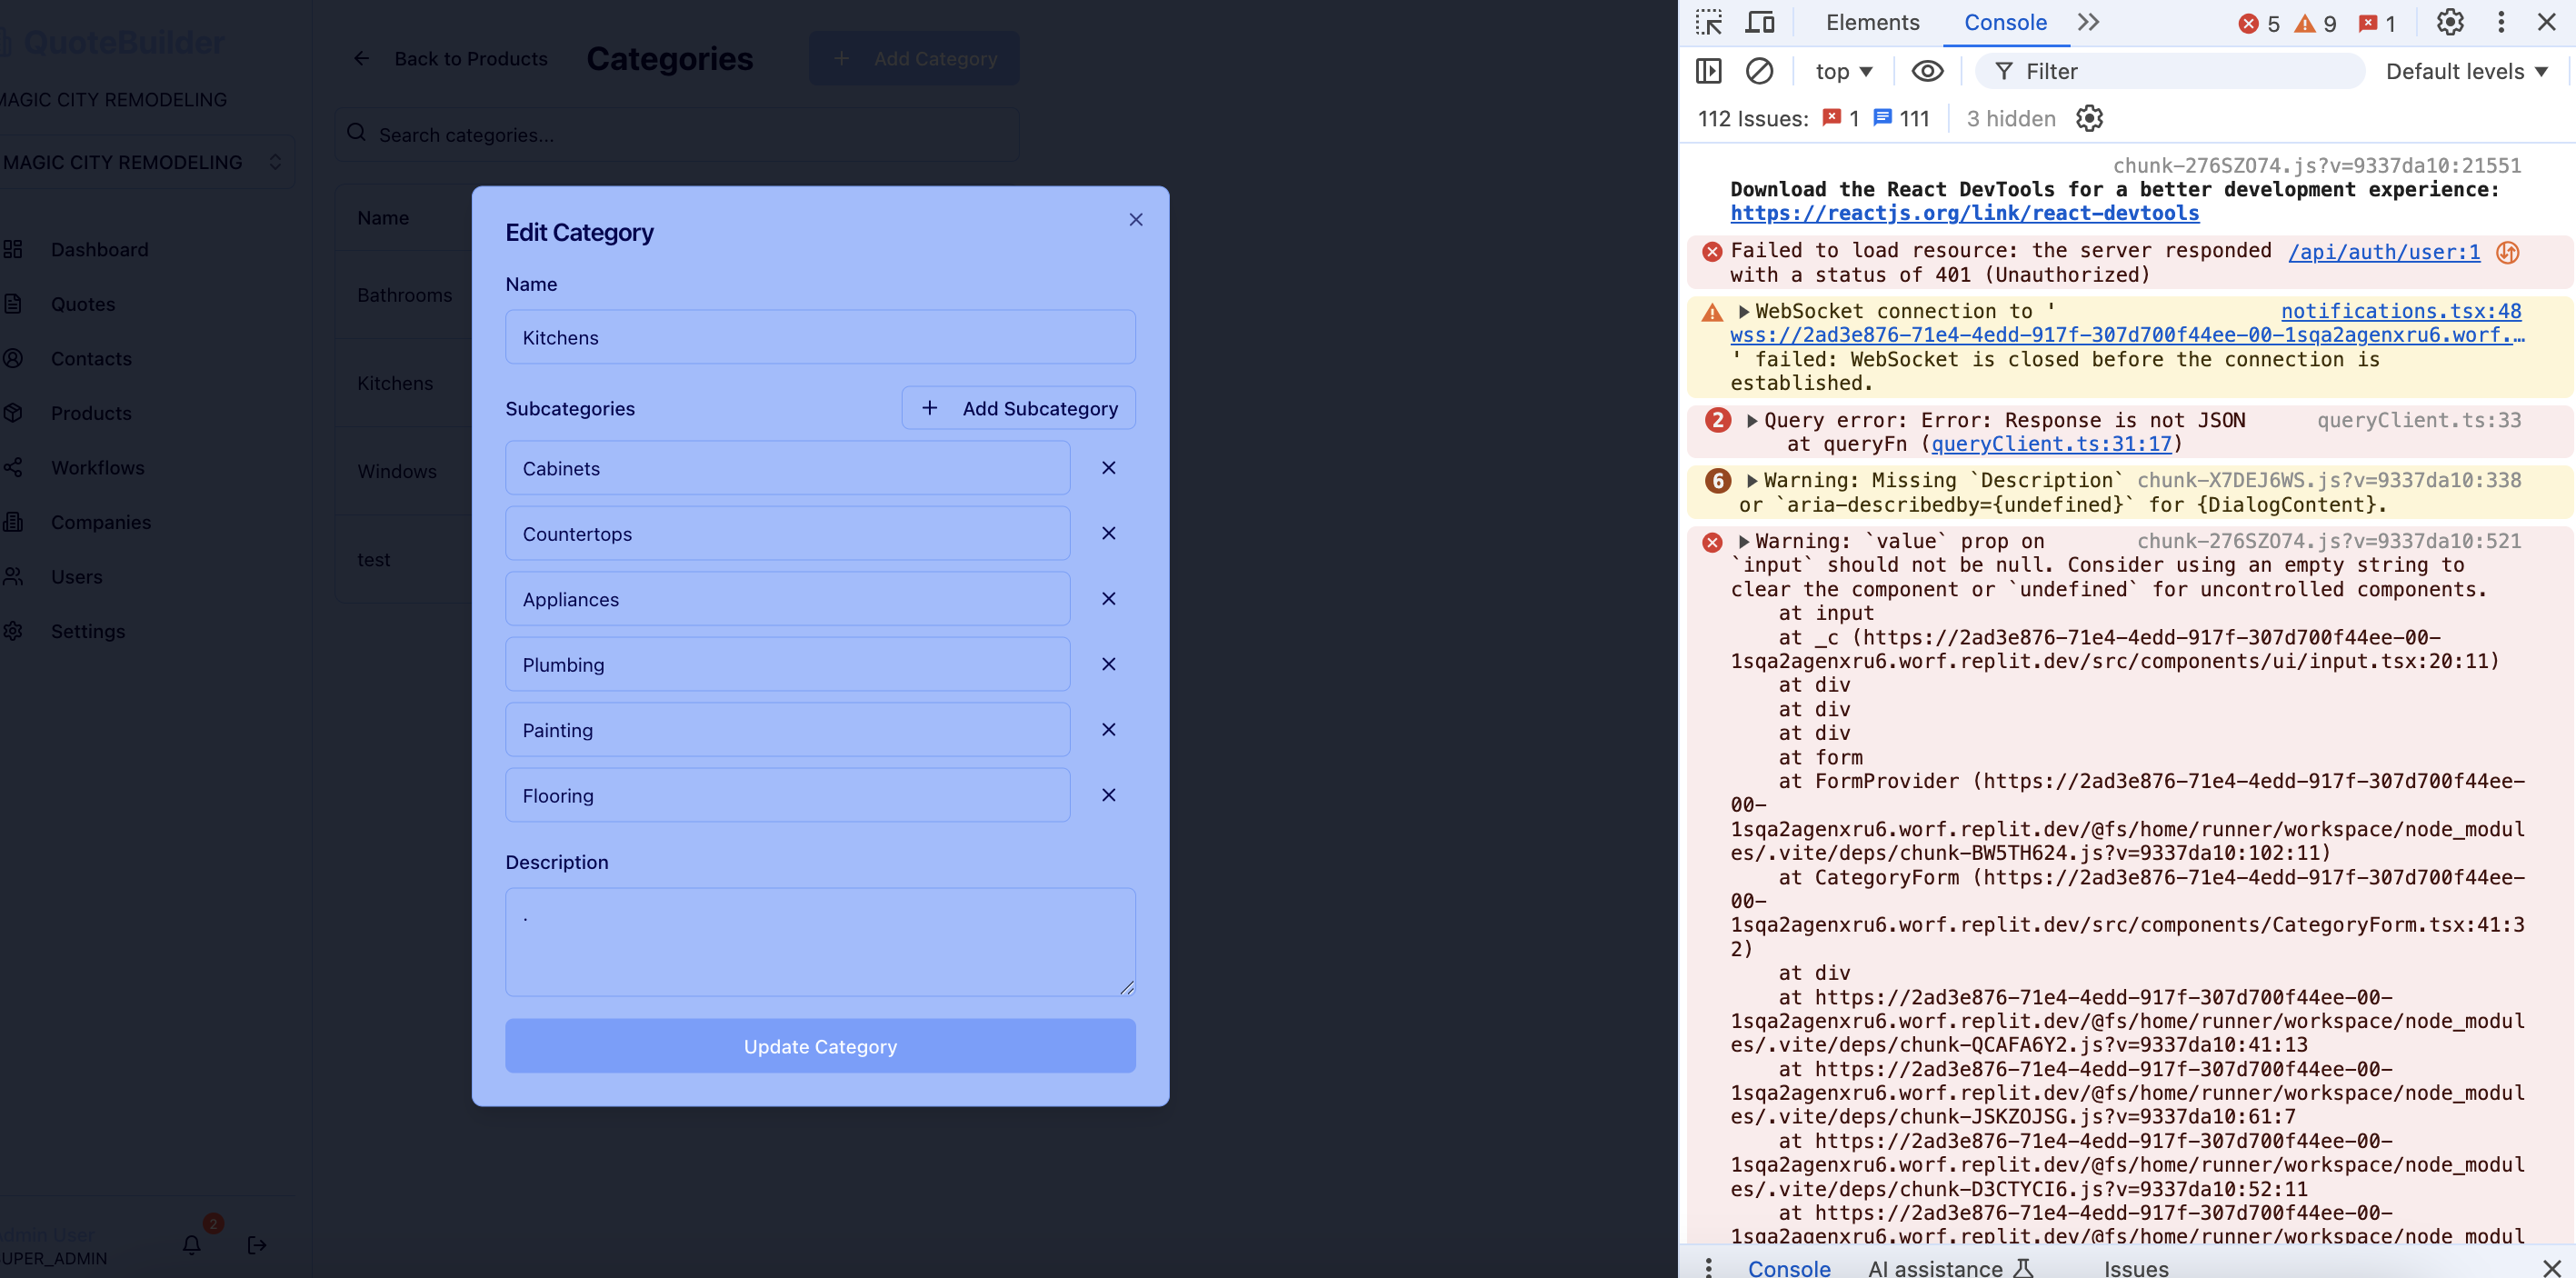 QuoteBuilder
MAGIC CITY REMODELING
MAGIC CITY REMODELING
Dashboard
Quotes
Contacts
Products
Workflows
Companies
Users
Settings
Admin User
SUPER_ADMIN
2
Back to Products
Categories
Add Category
Search categories...
Name
Bathrooms
Kitchens
Windows
test
Edit Category
Name
Kitchens
Subcategories
Add Subcategory
Cabinets
Countertops
Appliances
Plumbing
Painting
Flooring
Description
.
Update Category
Elements
Console
5
9
1
top
Filter
Default levels
112 Issues:
1
111
3 hidden
chunk-276SZO74.js?v=9337da10:21551
Download the React DevTools for a better development experience:
https://reactjs.org/link/react-devtools
Failed to load resource: the server responded /api/auth/user:1
with a status of 401 (Unauthorized)
WebSocket connection to ' notifications.tsx:48
wss://2ad3e876-71e4-4edd-917f-307d700f44ee-00-1sqa2agenxru6.worf.…
' failed: WebSocket is closed before the connection is
established.
2 Query error: Error: Response is not JSON queryClient.ts:33
at queryFn (queryClient.ts:31:17)
6 Warning: Missing `Description` chunk-X7DEJ6WS.js?v=9337da10:338
or `aria-describedby={undefined}` for {DialogContent}.
Warning: `value` prop on chunk-276SZO74.js?v=9337da10:521
`input` should not be null. Consider using an empty string to
clear the component or `undefined` for uncontrolled components.
at input
at _c (https://2ad3e876-71e4-4edd-917f-307d700f44ee-00-
1sqa2agenxru6.worf.replit.dev/src/components/ui/input.tsx:20:11)
at div
at div
at div
at form
at FormProvider (https://2ad3e876-71e4-4edd-917f-307d700f44ee-
00-
1sqa2agenxru6.worf.replit.dev/@fs/home/runner/workspace/node_modul
es/.vite/deps/chunk-BW5TH624.js?v=9337da10:102:11)
at CategoryForm (https://2ad3e876-71e4-4edd-917f-307d700f44ee-
00-
1sqa2agenxru6.worf.replit.dev/src/components/CategoryForm.tsx:41:3
2)
at div
at https://2ad3e876-71e4-4edd-917f-307d700f44ee-00-
1sqa2agenxru6.worf.replit.dev/@fs/home/runner/workspace/node_modul
es/.vite/deps/chunk-QCAFA6Y2.js?v=9337da10:41:13
at https://2ad3e876-71e4-4edd-917f-307d700f44ee-00-
1sqa2agenxru6.worf.replit.dev/@fs/home/runner/workspace/node_modul
es/.vite/deps/chunk-JSKZOJSG.js?v=9337da10:61:7
at https://2ad3e876-71e4-4edd-917f-307d700f44ee-00-
1sqa2agenxru6.worf.replit.dev/@fs/home/runner/workspace/node_modul
es/.vite/deps/chunk-D3CTYCI6.js?v=9337da10:52:11
at https://2ad3e876-71e4-4edd-917f-307d700f44ee-00-
1sqa2agenxru6.worf.replit.dev/@fs/home/runner/workspace/node_modul
Console
AI assistance
Issues